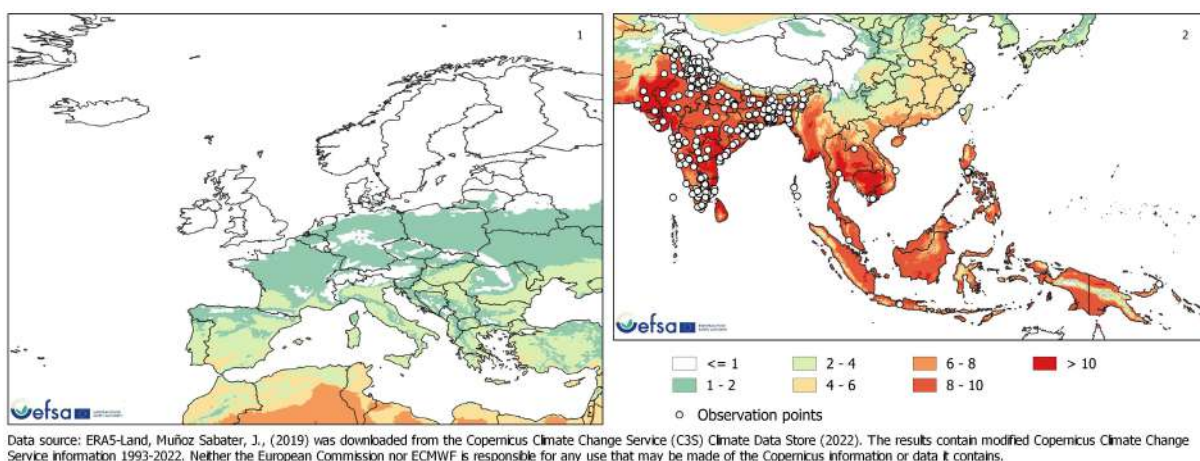 1
2
efsa
efsa
<= 1
2 - 4
6 - 8
> 10
1 - 2
4 - 6
8 - 10
Observation points
Data source: ERA5-Land, Muñoz Sabater, J., (2019) was downloaded from the Copernicus Climate Change Service (C3S) Climate Data Store (2022). The results contain modified Copernicus Climate Change
Service information 1993-2022. Neither the European Commission nor ECMWF is responsible for any use that may be made of the Copernicus information or data it contains.